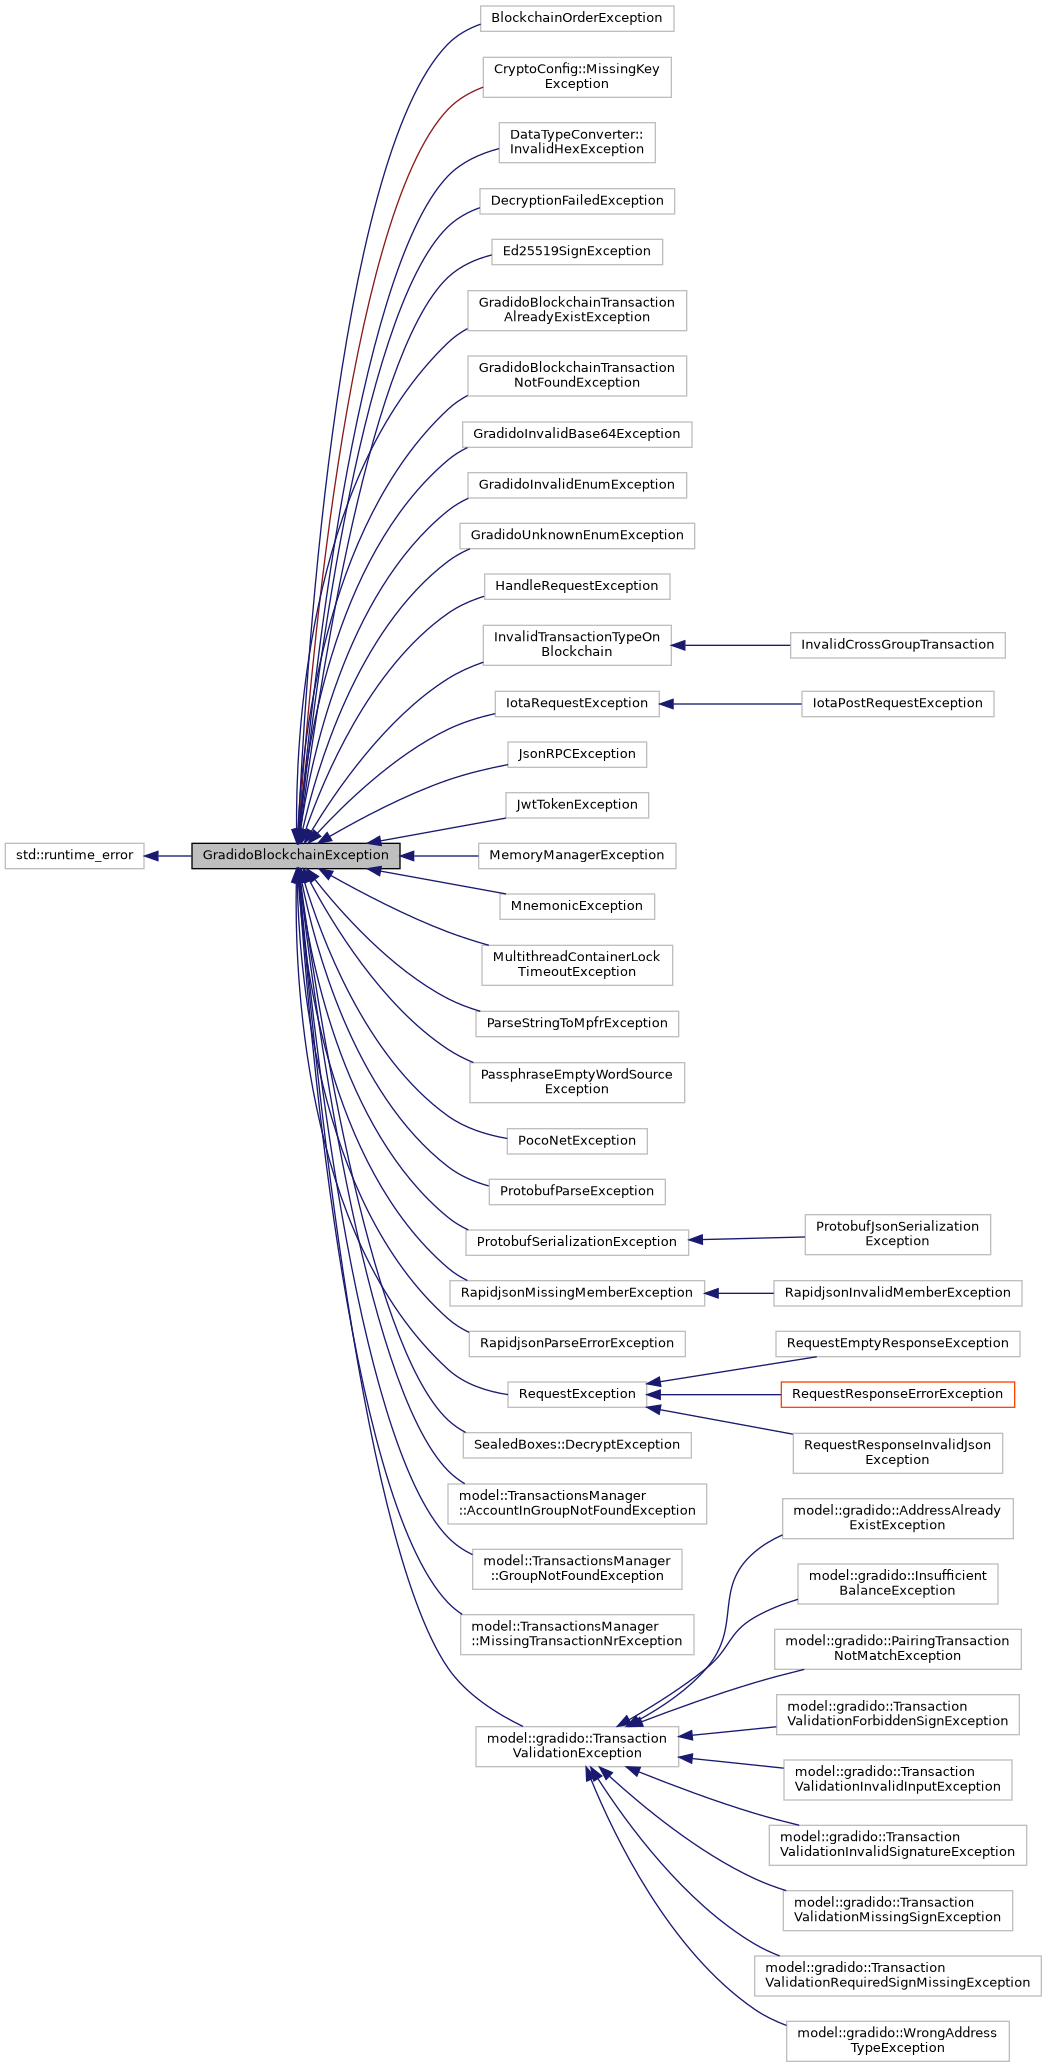 BlockchainOrderException
CryptoConfig::MissingKey
Exception
DataTypeConverter::
InvalidHexException
DecryptionFailedException
Ed25519SignException
GradidoBlockchainTransaction
AlreadyExistException
GradidoBlockchainTransaction
NotFoundException
GradidoInvalidBase64Exception
GradidoInvalidEnumException
GradidoUnknownEnumException
HandleRequestException
InvalidTransactionTypeOn
Blockchain
InvalidCrossGroupTransaction
IotaRequestException
IotaPostRequestException
JsonRPCException
JwtTokenException
std::runtime_error
GradidoBlockchainException
MemoryManagerException
MnemonicException
MultithreadContainerLock
TimeoutException
ParseStringToMpfrException
PassphraseEmptyWordSource
Exception
PocoNetException
ProtobufParseException
ProtobufSerializationException
ProtobufJsonSerialization
Exception
RapidjsonMissingMemberException
RapidjsonInvalidMemberException
RapidjsonParseErrorException
RequestException
RequestEmptyResponseException
RequestResponseErrorException
RequestResponseInvalidJson
Exception
SealedBoxes::DecryptException
model::TransactionsManager
::AccountInGroupNotFoundException
model::TransactionsManager
::GroupNotFoundException
model::TransactionsManager
::MissingTransactionNrException
model::gradido::Transaction
ValidationException
model::gradido::AddressAlready
ExistException
model::gradido::Insufficient
BalanceException
model::gradido::PairingTransaction
NotMatchException
model::gradido::Transaction
ValidationForbiddenSignException
model::gradido::Transaction
ValidationInvalidInputException
model::gradido::Transaction
ValidationInvalidSignatureException
model::gradido::Transaction
ValidationMissingSignException
model::gradido::Transaction
ValidationRequiredSignMissingException
model::gradido::WrongAddress
TypeException